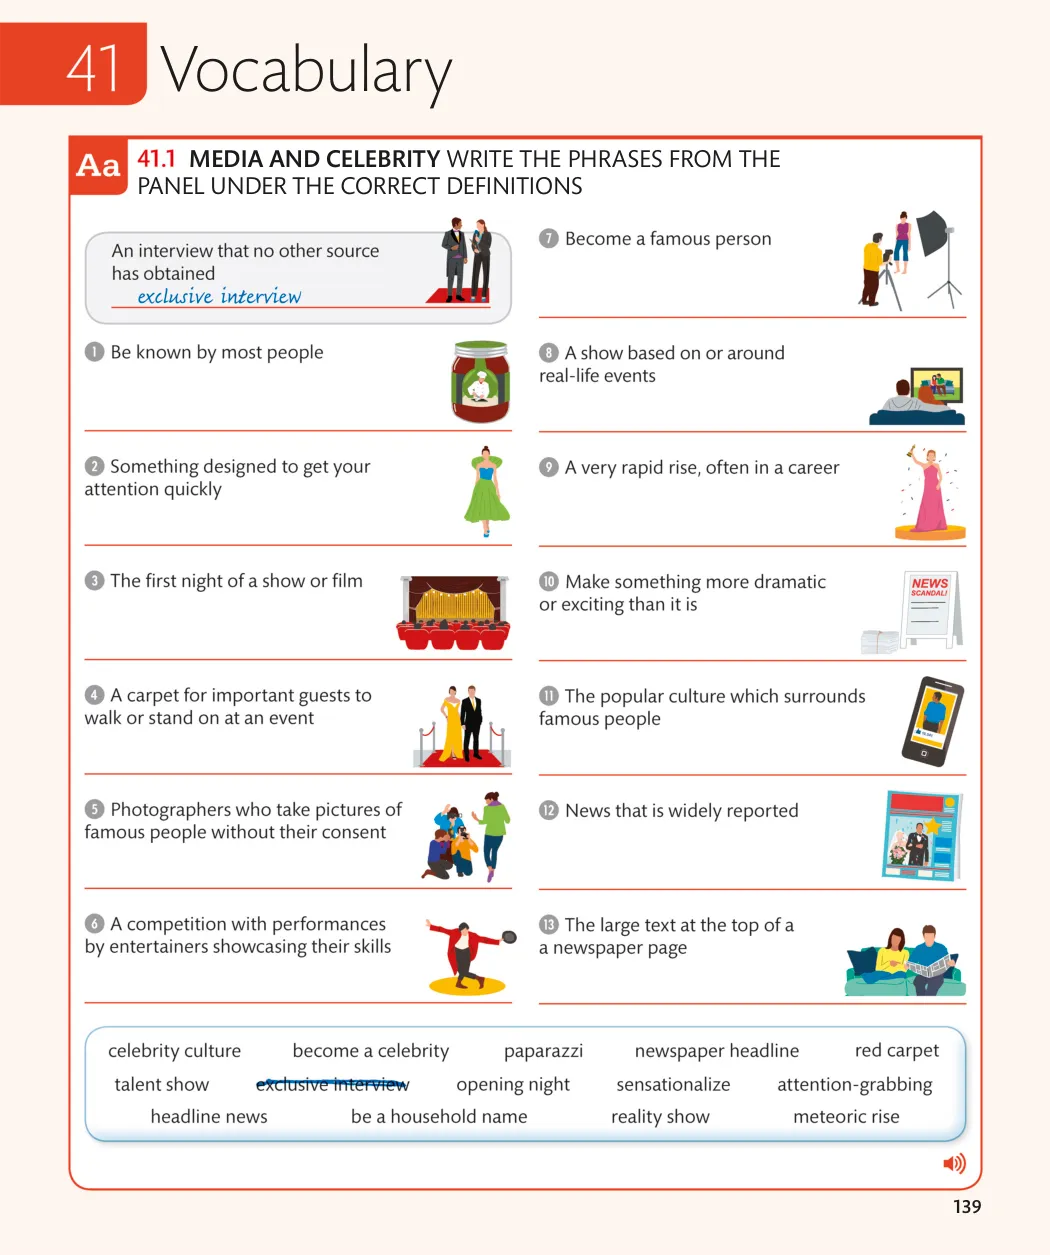 41 Vocabulary
Aa
41.1 MEDIA AND CELEBRITY WRITE THE PHRASES FROM THE
PANEL UNDER THE CORRECT DEFINITIONS
An interview that no other source
has obtained
exclusive interview
1 Be known by most people
2 Something designed to get your
attention quickly
3 The first night of a show or film
4 A carpet for important guests to
walk or stand on at an event
5 Photographers who take pictures of
famous people without their consent
6 A competition with performances
by entertainers showcasing their skills
7 Become a famous person
8 A show based on or around
real-life events
9 A very rapid rise, often in a career
10 Make something more dramatic
or exciting than it is
NEWS
SCANDAL!
11 The popular culture which surrounds
famous people
12 News that is widely reported
13 The large text at the top of a
a newspaper page
celebrity culture become a celebrity paparazzi newspaper headline red carpet
talent show exclusive interview opening night sensationalize attention-grabbing
headline news be a household name reality show meteoric rise
139